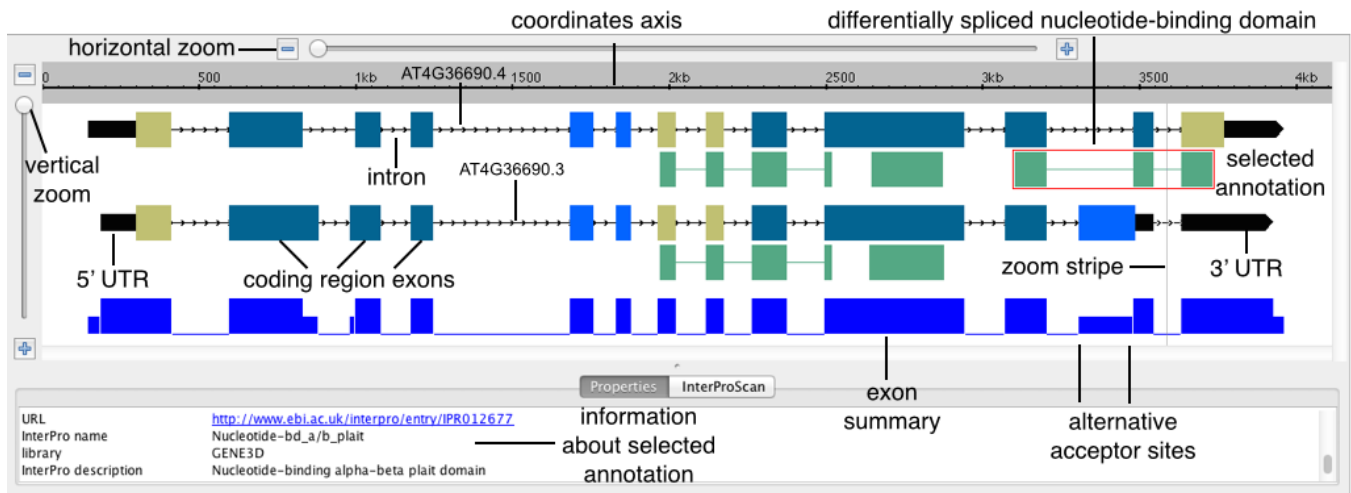 coordinates axis
differentially spliced nucleotide-binding domain
horizontal zoom
0 500 1kb 1500 2kb 2500 3kb 3500 4kb
AT4G36690.4
vertical
zoom
intron
AT4G36690.3
selected
annotation
5' UTR
coding region exons
zoom stripe
3' UTR
exon
summary
alternative
acceptor sites
Properties InterProScan
URL http://www.ebi.ac.uk/interpro/entry/IPR012677
InterPro name Nucleotide-bd_a/b_plait
library GENE3D
InterPro description Nucleotide-binding alpha-beta plait domain
information
about selected
annotation